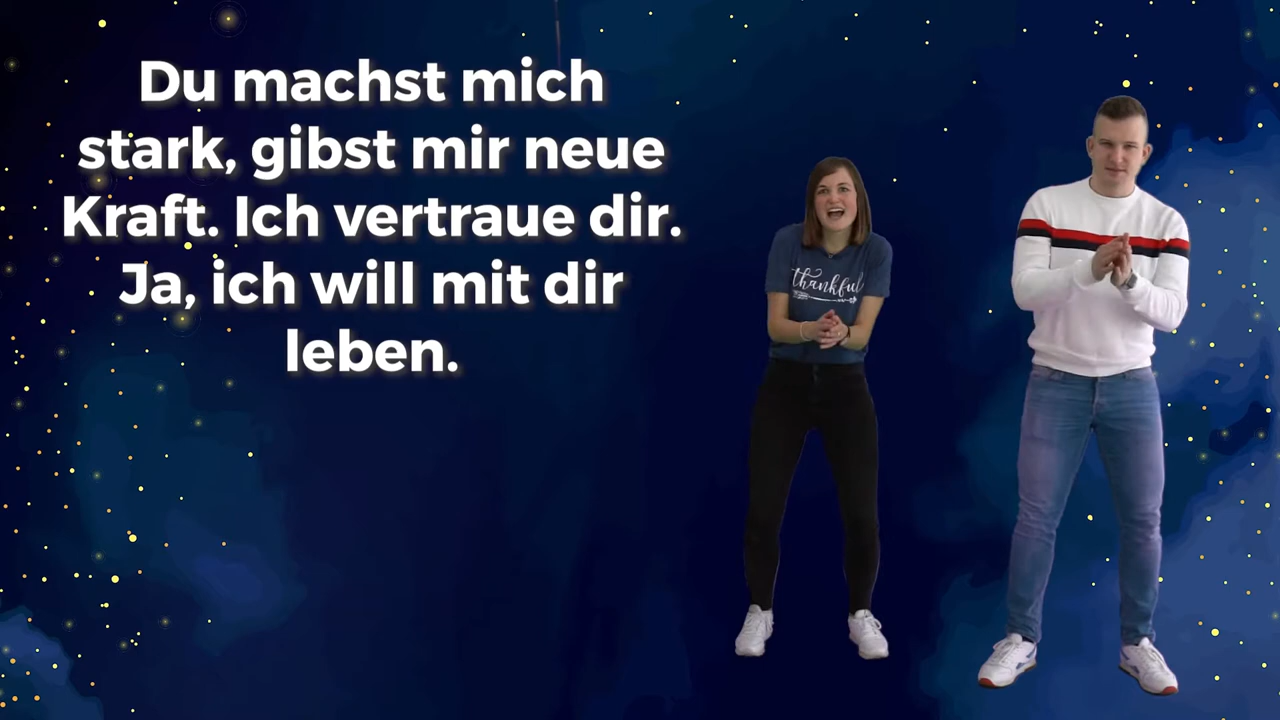 Du machst mich
stark, gibst mir neue
Kraft. Ich vertraue dir.
Ja, ich will mit dir
leben.
thankful